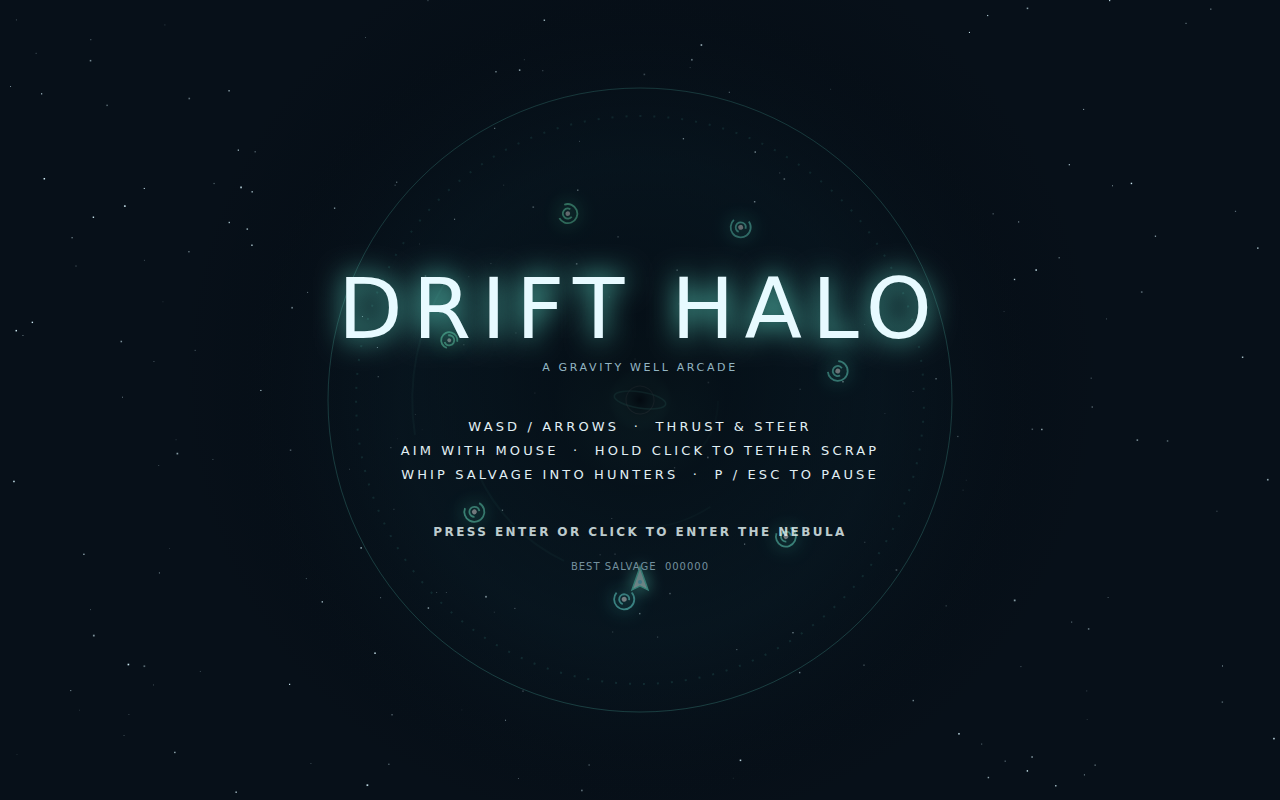 DRIFT HALO
A GRAVITY WELL ARCADE
WASD / ARROWS · THRUST & STEER
AIM WITH MOUSE · HOLD CLICK TO TETHER SCRAP
WHIP SALVAGE INTO HUNTERS · P / ESC TO PAUSE
PRESS ENTER OR CLICK TO ENTER THE NEBULA
BEST SALVAGE 000000